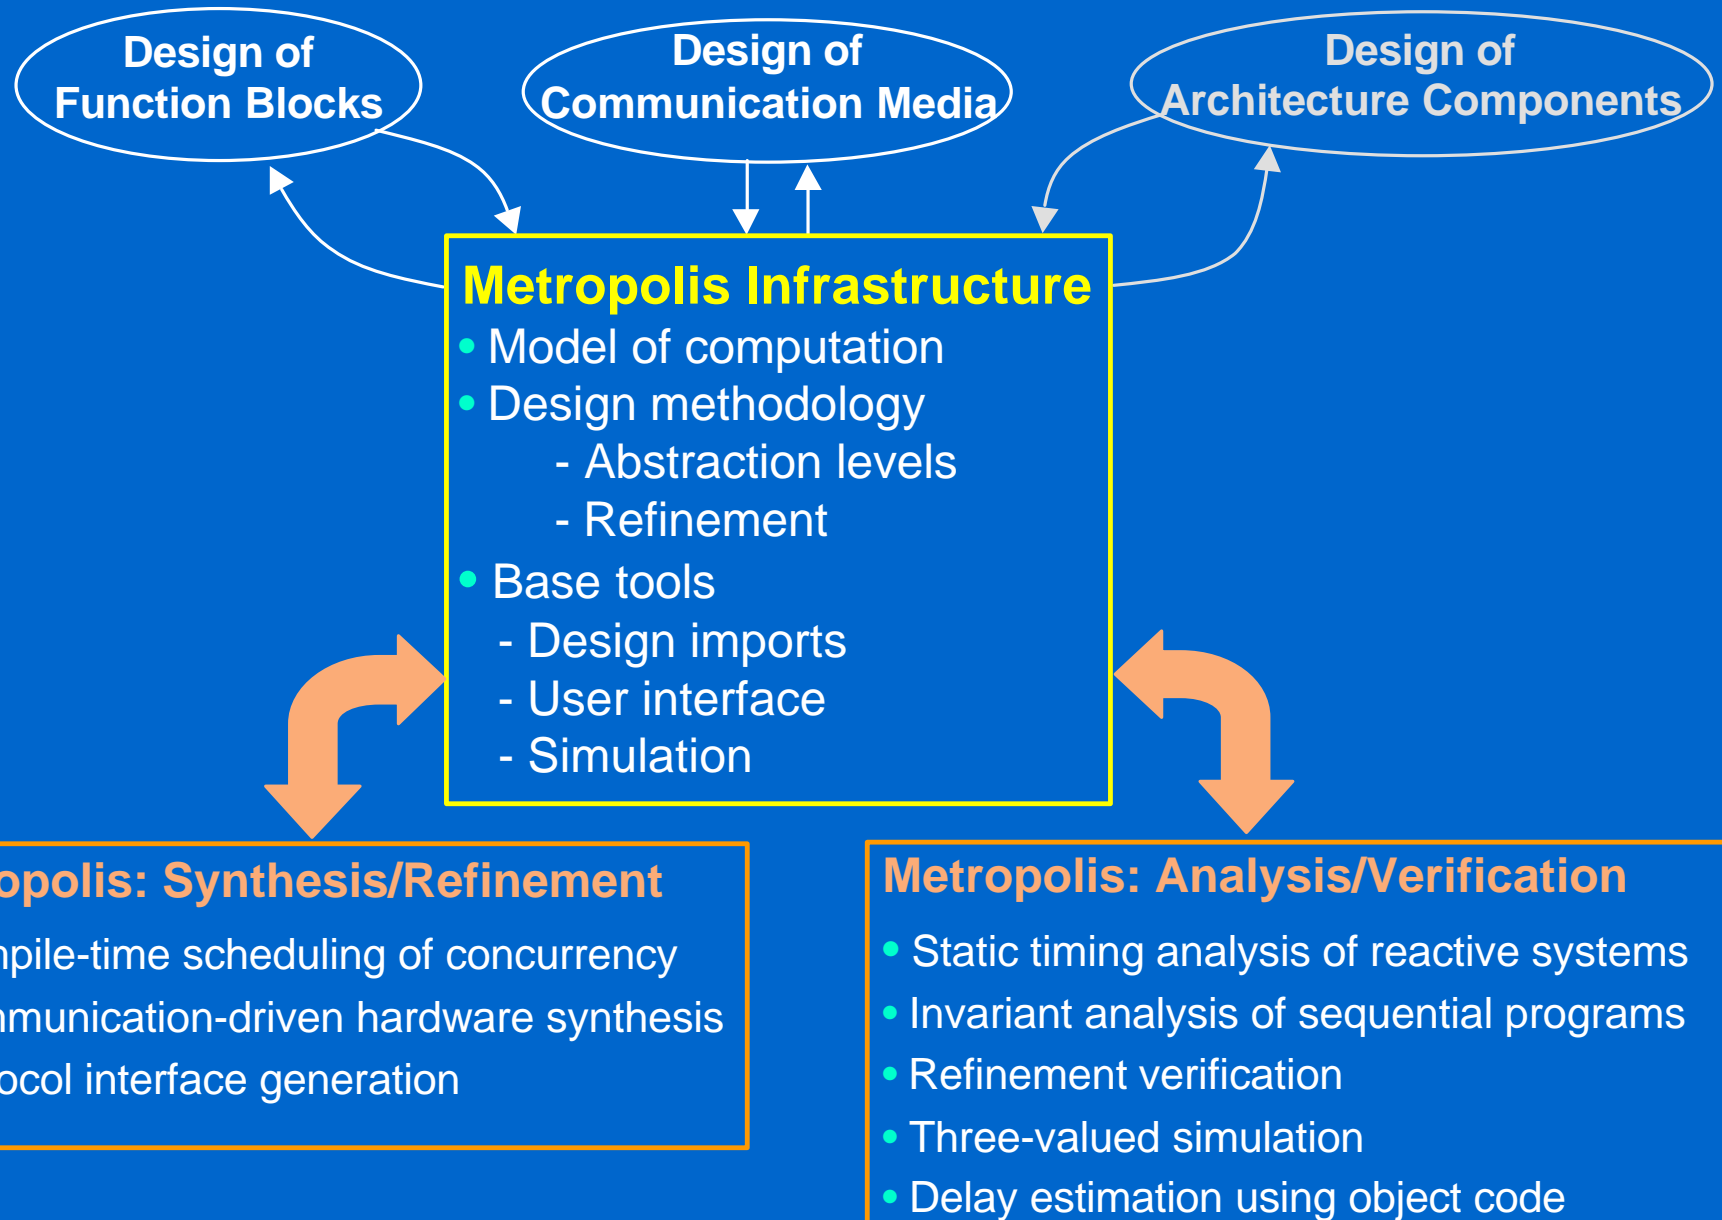 Design of
Function Blocks
Design of
Communication Media
Design of
Architecture Components
Metropolis Infrastructure
• Model of computation
• Design methodology
- Abstraction levels
- Refinement
• Base tools
- Design imports
- User interface
- Simulation
opolis: Synthesis/Refinement
pile-time scheduling of concurrency
munication-driven hardware synthesis
ocol interface generation
Metropolis: Analysis/Verification
• Static timing analysis of reactive systems
• Invariant analysis of sequential programs
• Refinement verification
• Three-valued simulation
• Delay estimation using object code